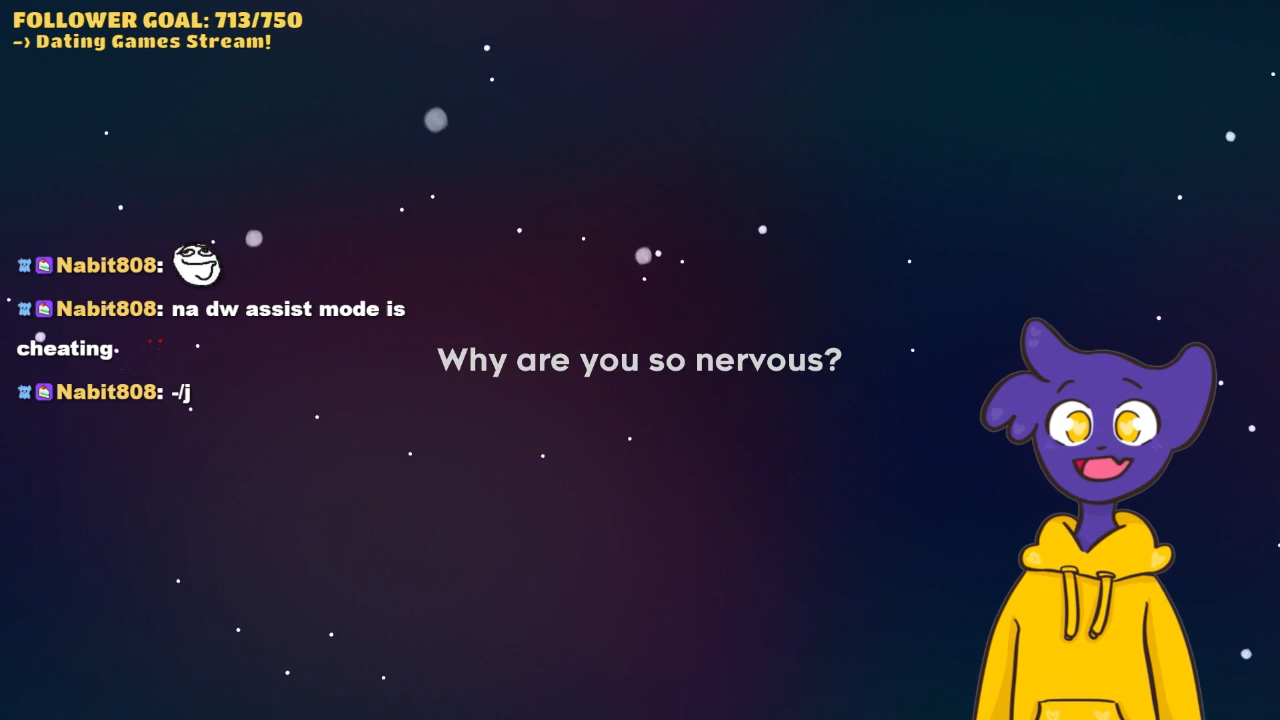 FOLLOWER GOAL: 713/750
-> Dating Games Stream!
Nabit808:
Nabit808: na dw assist mode is
cheating
Nabit808: -/j
Why are you so nervous?